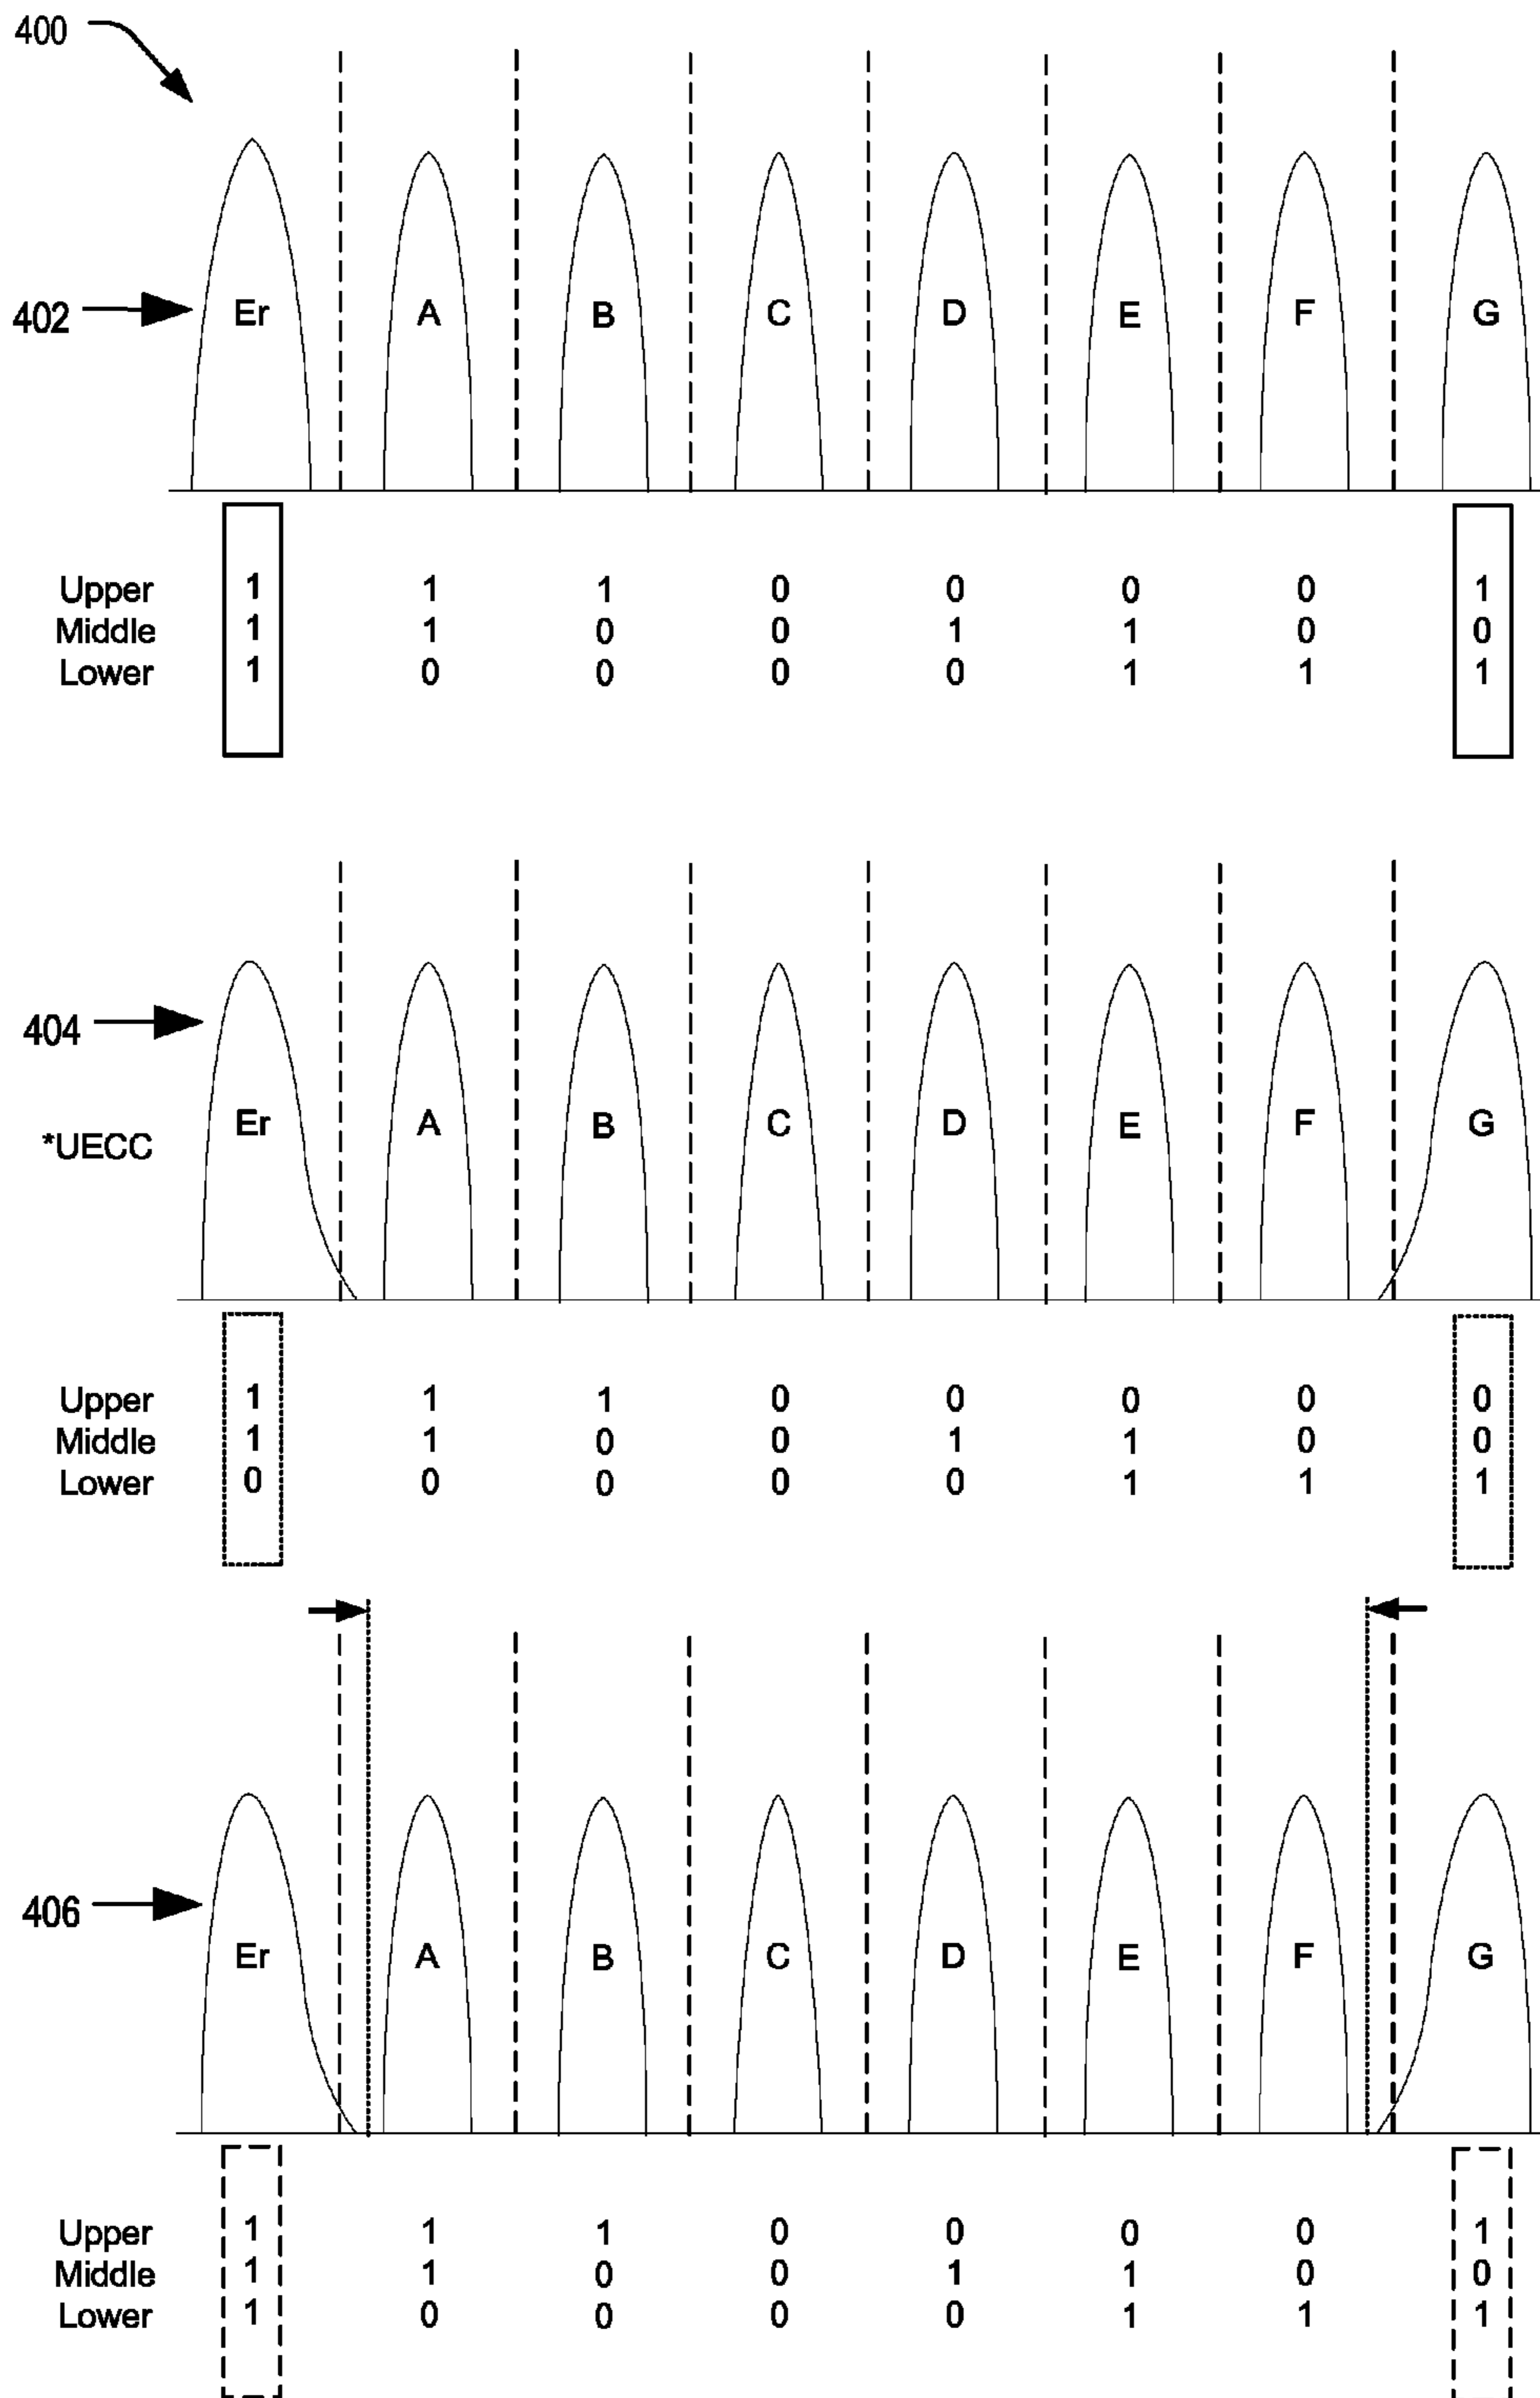 400
402
Er A B C D E F G
Upper 1 1 1 0 0 0 0 1
Middle 1 1 0 0 1 1 0 0
Lower 1 0 0 0 0 1 1 1
404
*UECC
Er A B C D E F G
Upper 1 1 1 0 0 0 0 0
Middle 1 1 0 0 1 1 0 0
Lower 0 0 0 0 0 1 1 1
406
Er A B C D E F G
Upper 1 1 1 0 0 0 0 1
Middle 1 1 0 0 1 1 0 0
Lower 1 0 0 0 0 1 1 1